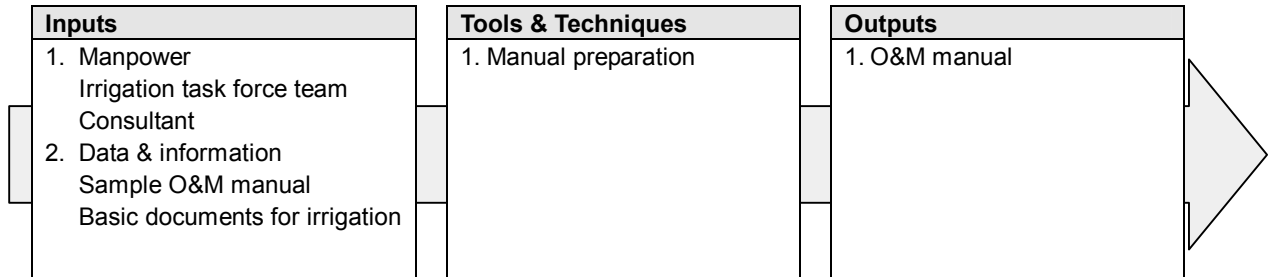 Inputs
1. Manpower
Irrigation task force team
Consultant
2. Data & information
Sample O&M manual
Basic documents for irrigation
Tools & Techniques
1. Manual preparation
Outputs
1. O&M manual